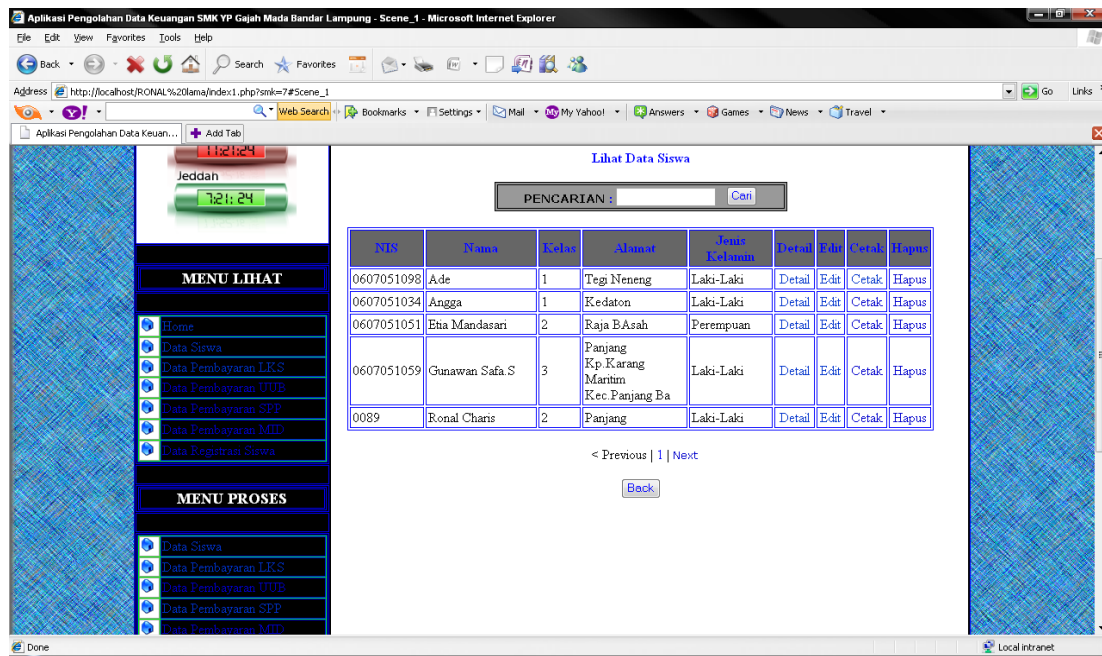 Aplikasi Pengolahan Data Keuangan SMK YP Gajah Mada Bandar Lampung - Scene_1 - Microsoft Internet Explorer
File Edit View Favorites Tools Help
Back Search Favorites
Address http://localhost/RONAL%20lama/index1.php?smk=7#Scene_1 Go Links
Y! Web Search Bookmarks Settings Mail My Yahoo! Answers Games News Travel
Aplikasi Pengolahan Data Keuan... Add Tab
11:21:24
Jeddah
7:21:24
MENU LIHAT
Home
Data Siswa
Data Pembayaran LKS
Data Pembayaran UUB
Data Pembayaran SPP
Data Pembayaran MID
Data Registrasi Siswa
MENU PROSES
Data Siswa
Data Pembayaran LKS
Data Pembayaran UUB
Data Pembayaran SPP
Data Pembayaran MID
Lihat Data Siswa
PENCARIAN : Cari
NIS Nama Kelas Alamat Jenis Kelamin Detail Edit Cetak Hapus
0607051098 Ade 1 Tegi Neneng Laki-Laki Detail Edit Cetak Hapus
0607051034 Angga 1 Kedaton Laki-Laki Detail Edit Cetak Hapus
0607051051 Etia Mandasari 2 Raja BAsah Perempuan Detail Edit Cetak Hapus
0607051059 Gunawan Safa.S 3 Panjang Kp.Karang Maritim Kec.Panjang Ba Laki-Laki Detail Edit Cetak Hapus
0089 Ronal Charis 2 Panjang Laki-Laki Detail Edit Cetak Hapus
< Previous | 1 | Next
Back
Done Local intranet